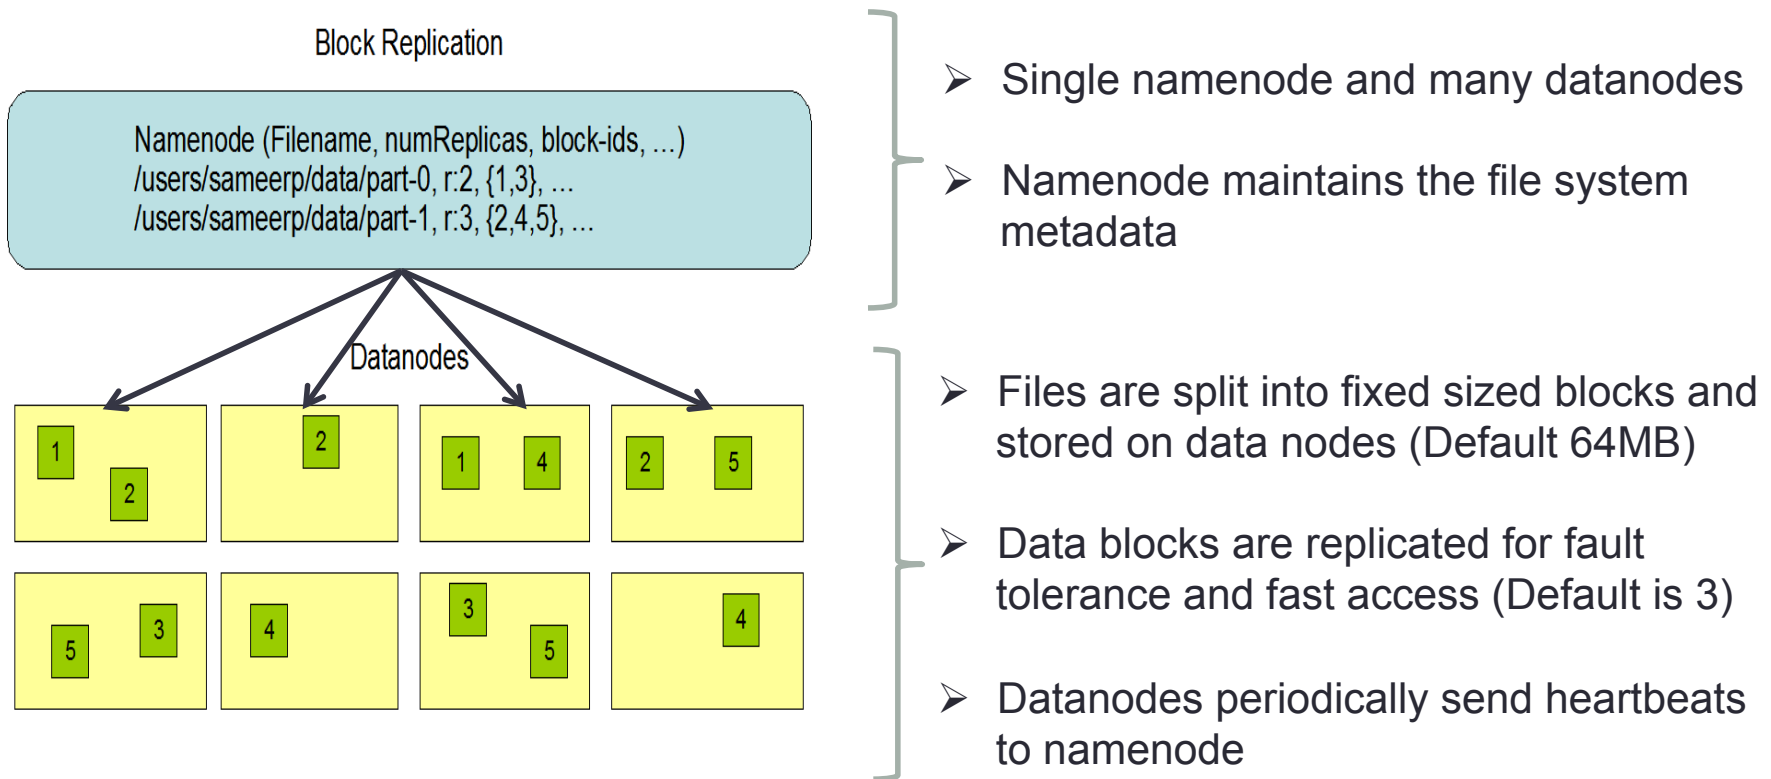 Block Replication
Namenode (Filename, numReplicas, block-ids, …)
/users/sameerp/data/part-0, r:2, {1,3}, …
/users/sameerp/data/part-1, r:3, {2,4,5}, …
Datanodes
1
2
2
1
4
2
5
5
3
4
3
5
4
➢ Single namenode and many datanodes
➢ Namenode maintains the file system
metadata
➢ Files are split into fixed sized blocks and
stored on data nodes (Default 64MB)
➢ Data blocks are replicated for fault
tolerance and fast access (Default is 3)
➢ Datanodes periodically send heartbeats
to namenode